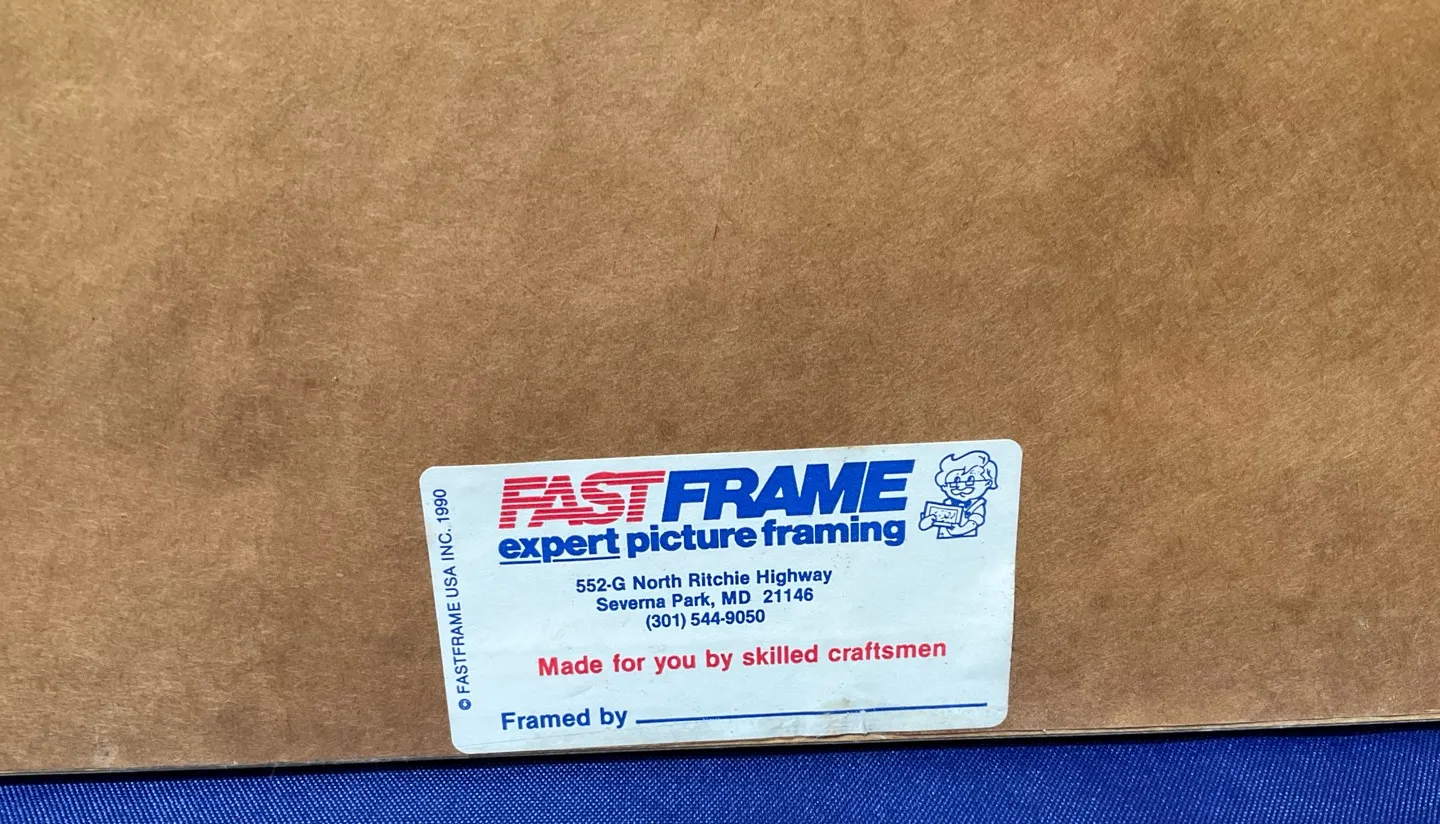 FASTFRAME
expert picture framing
552-G North Ritchie Highway
Severna Park, MD 21146
(301) 544-9050
Made for you by skilled craftsmen
Framed by
© FASTFRAME USA INC. 1990